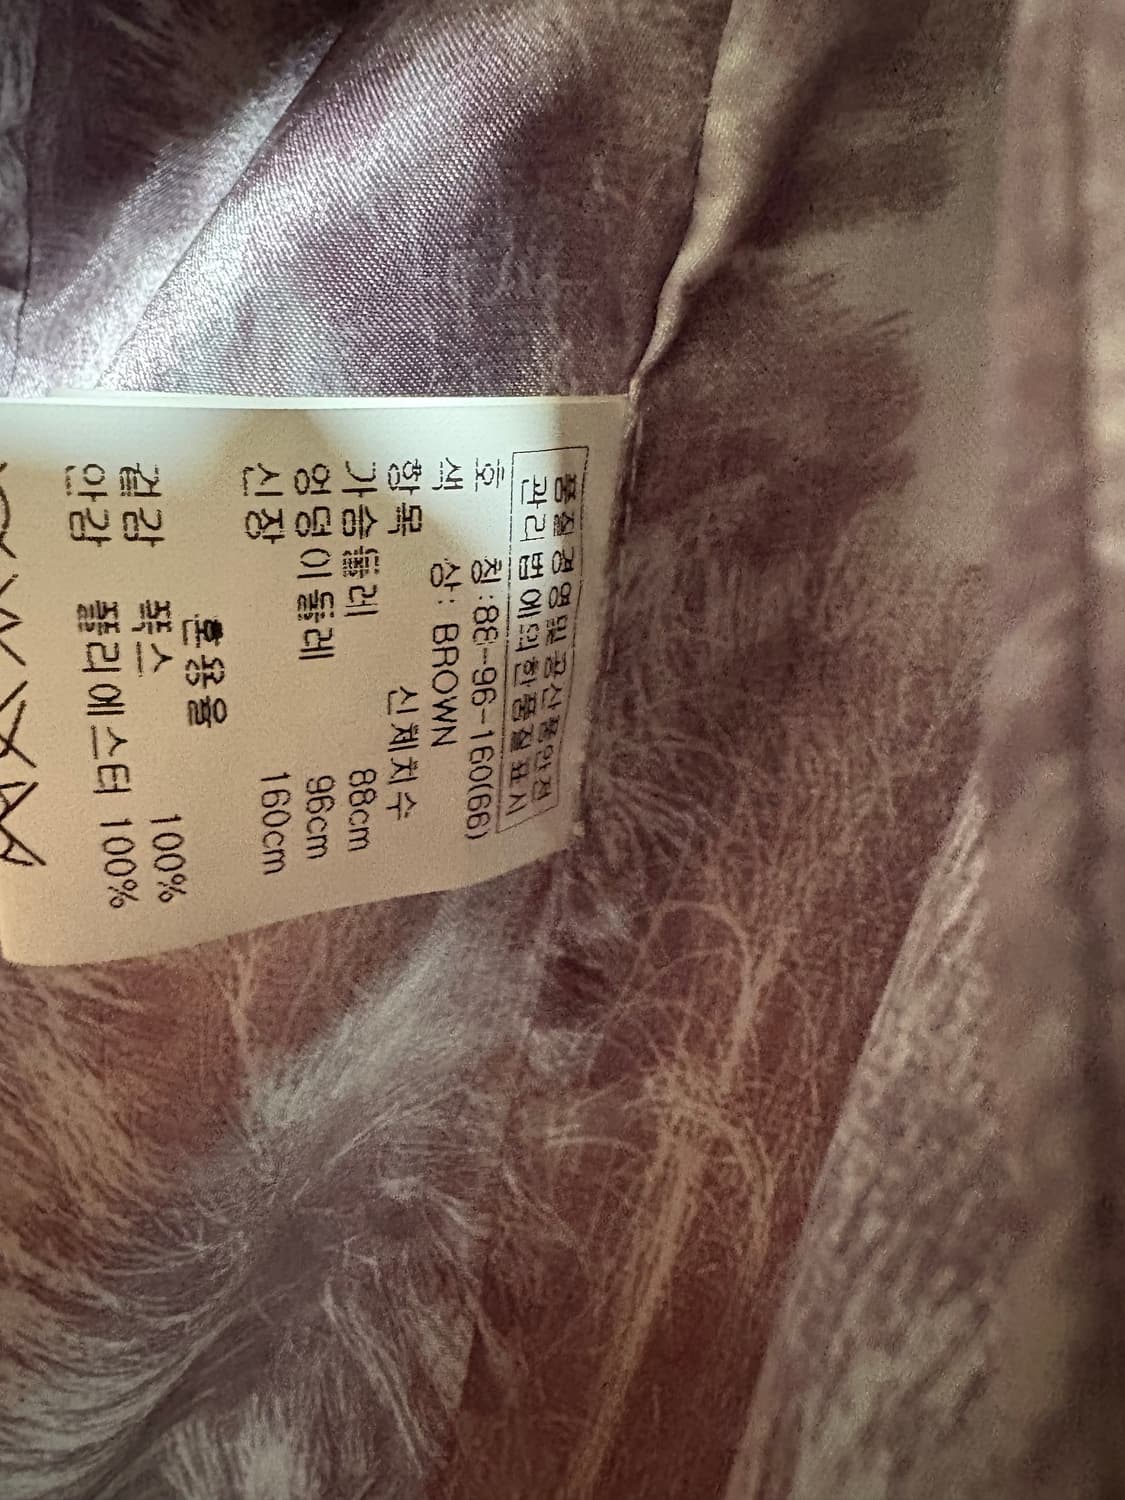 품질경영및 공산품안전
관리법에의한품질표시
호 칭:88-96-160(66)
색 상: BROWN
항목 신체치수
가슴둘레 88cm
엉덩이둘레 96cm
신장 160cm
혼용율
겉감 폭스 100%
안감 폴리에스터 100%